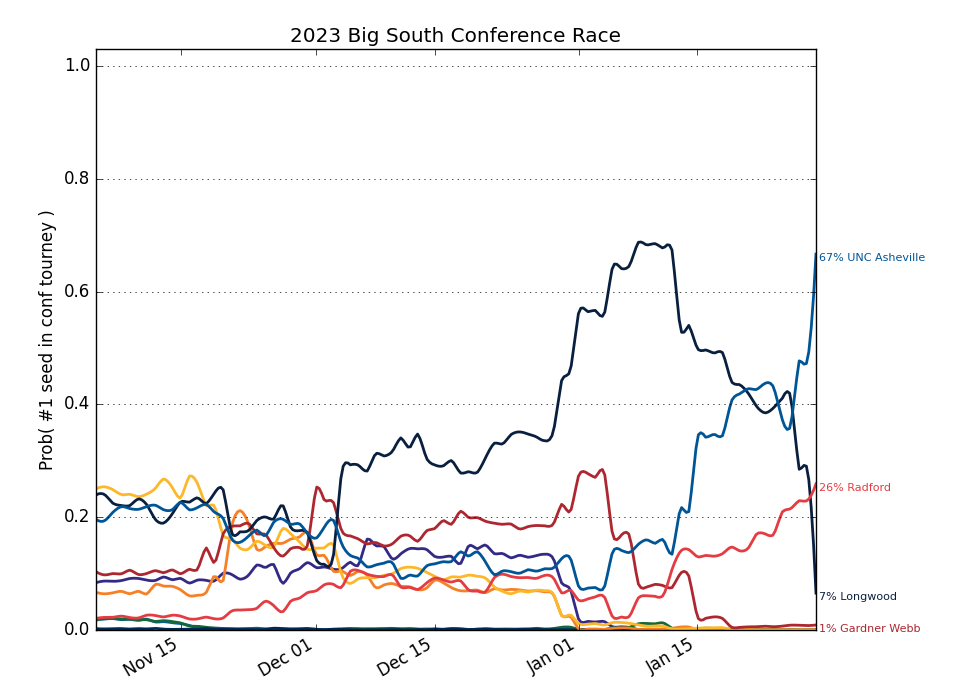 2023 Big South Conference Race
Prob( #1 seed in conf tourney )
1.0
0.8
0.6
0.4
0.2
0.0
Nov 15
Dec 01
Dec 15
Jan 01
Jan 15
67% UNC Asheville
26% Radford
7% Longwood
1% Gardner Webb